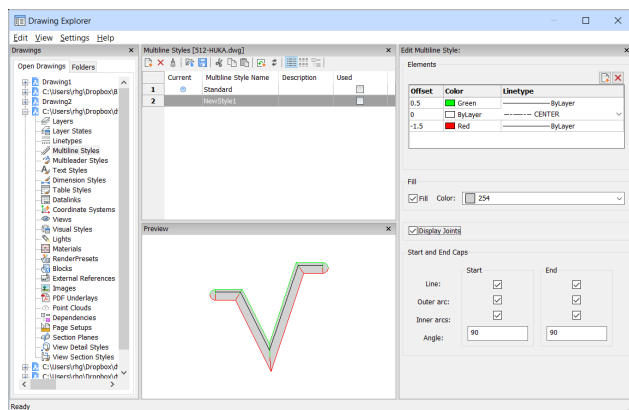 Drawing Explorer
Edit View Settings Help
Drawings
Open Drawings Folders
Drawing1
C:\Users\rhg\Dropbox\B
Drawing2
C:\Users\rhg\Dropbox\d
Layers
Layer States
Linetypes
Multiline Styles
Multileader Styles
Text Styles
Dimension Styles
Table Styles
Datalinks
Coordinate Systems
Views
Visual Styles
Lights
Materials
RenderPresets
Blocks
External References
Images
PDF Underlays
Point Clouds
Dependencies
Page Setups
Section Planes
View Detail Styles
View Section Styles
C:\Users\rhg\Dropbox\d
C:\Users\rhg\Dropbox\d
Multiline Styles [512-HUKA.dwg]
Current Multiline Style Name Description Used
1 Standard
2 NewStyle1
Preview
Edit Multiline Style:
Elements
Offset Color Linetype
0.5 Green ByLayer
0 ByLayer CENTER
-1.5 Red ByLayer
Fill
Fill Color: 254
Display Joints
Start and End Caps
Start End
Line:
Outer arc:
Inner arcs:
Angle: 90 90
Ready